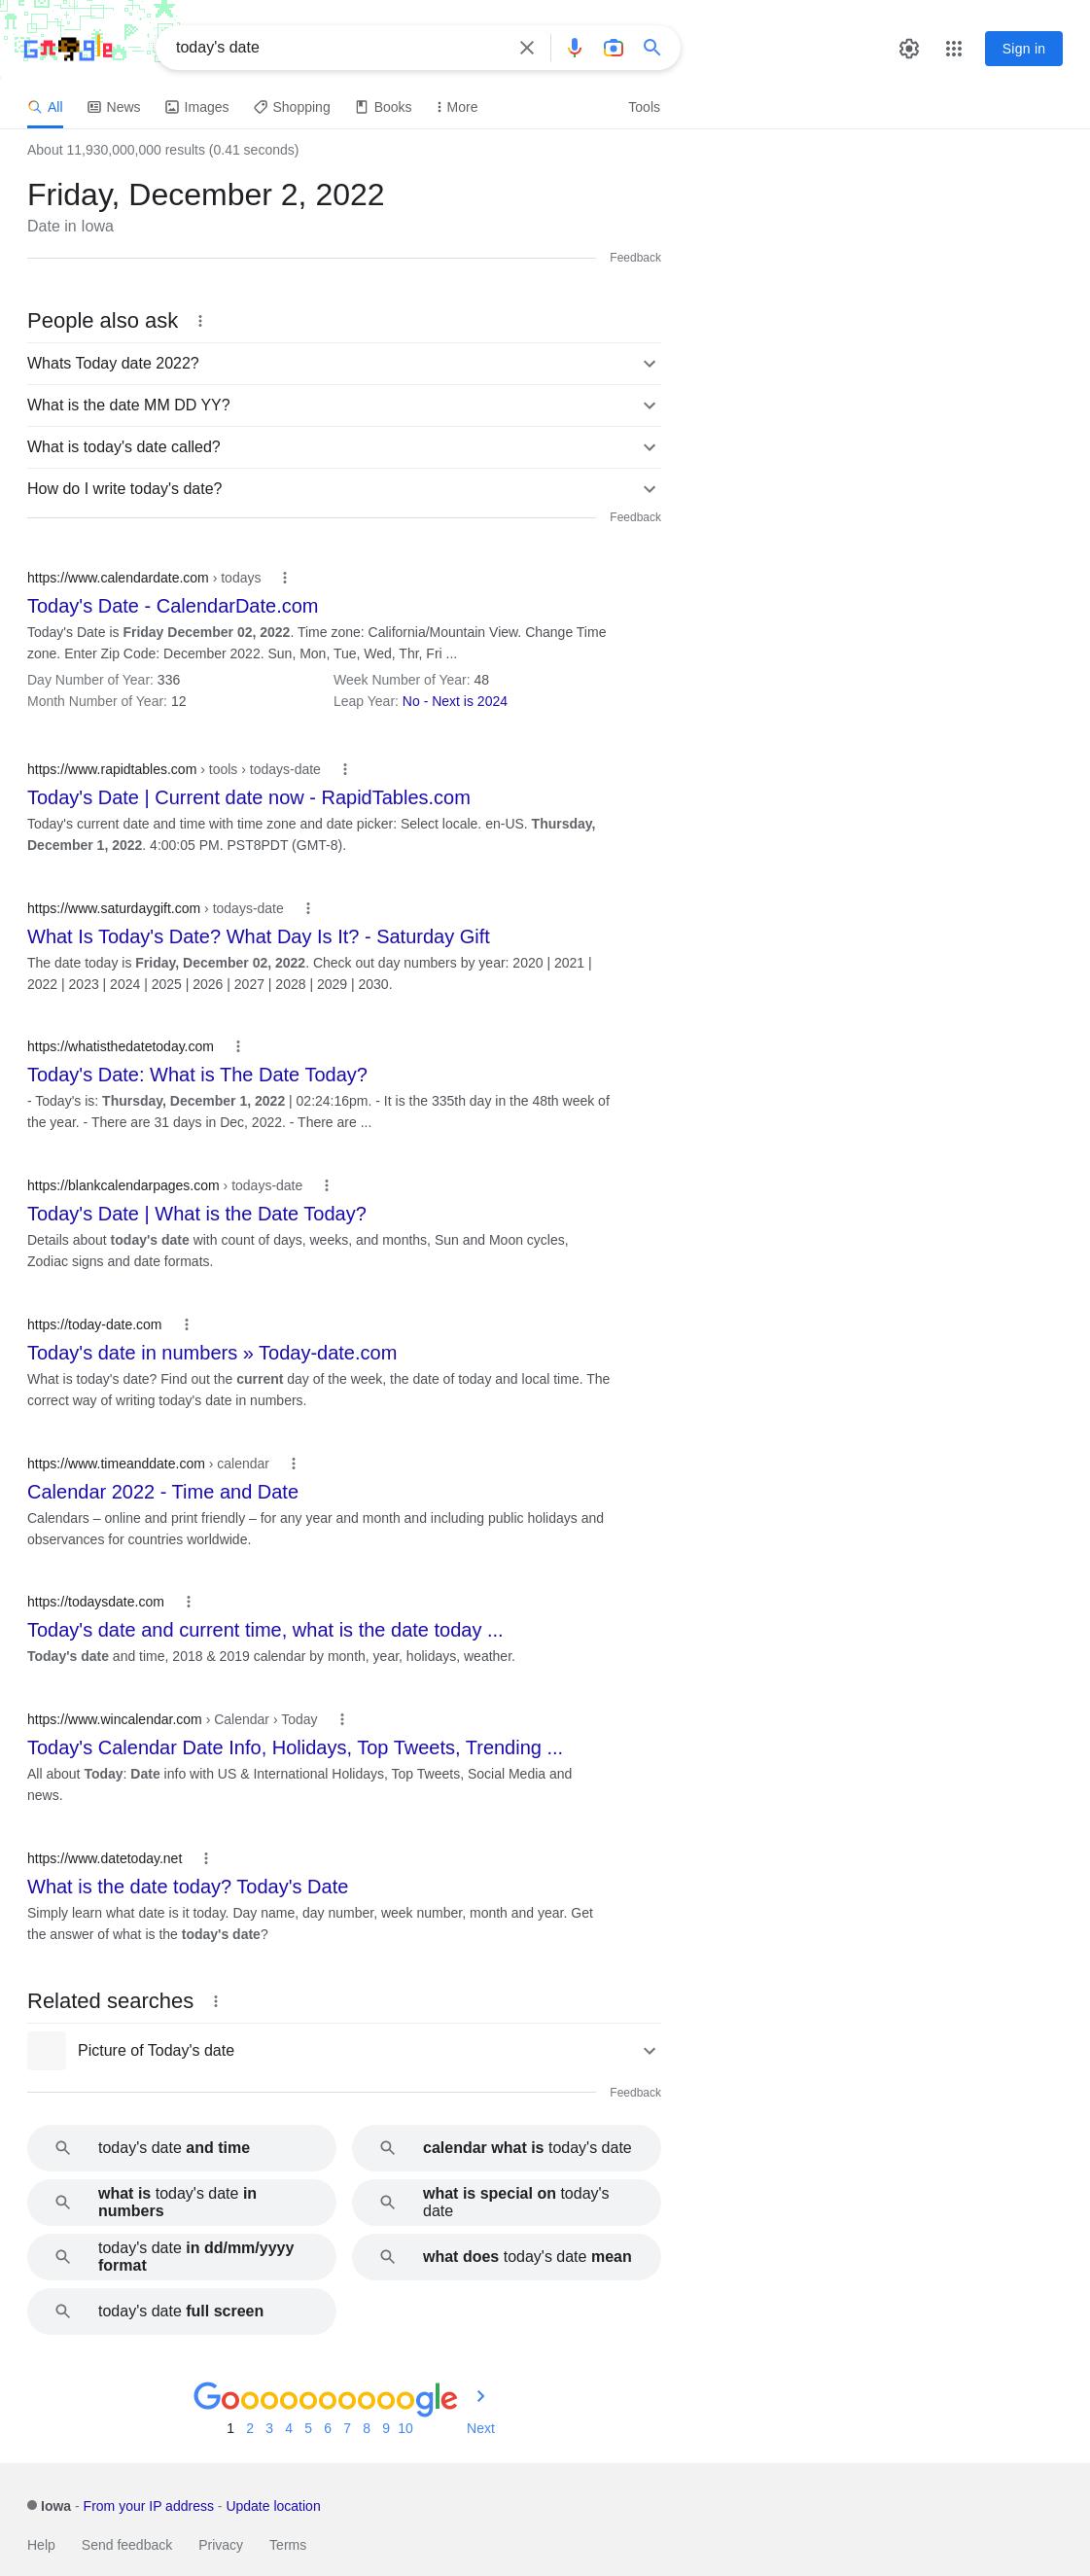 Google
today's date
Sign in
All
News
Images
Shopping
Books
More
Tools
About 11,930,000,000 results (0.41 seconds)
Friday, December 2, 2022
Date in Iowa
Feedback
People also ask
Whats Today date 2022?
What is the date MM DD YY?
What is today's date called?
How do I write today's date?
Feedback
https://www.calendardate.com › todays
Today's Date - CalendarDate.com
Today's Date is Friday December 02, 2022. Time zone: California/Mountain View. Change Time
zone. Enter Zip Code: December 2022. Sun, Mon, Tue, Wed, Thr, Fri ...
Day Number of Year: 336
Week Number of Year: 48
Month Number of Year: 12
Leap Year: No - Next is 2024
https://www.rapidtables.com › tools › todays-date
Today's Date | Current date now - RapidTables.com
Today's current date and time with time zone and date picker: Select locale. en-US. Thursday,
December 1, 2022. 4:00:05 PM. PST8PDT (GMT-8).
https://www.saturdaygift.com › todays-date
What Is Today's Date? What Day Is It? - Saturday Gift
The date today is Friday, December 02, 2022. Check out day numbers by year: 2020 | 2021 |
2022 | 2023 | 2024 | 2025 | 2026 | 2027 | 2028 | 2029 | 2030.
https://whatisthedatetoday.com
Today's Date: What is The Date Today?
- Today's is: Thursday, December 1, 2022 | 02:24:16pm. - It is the 335th day in the 48th week of
the year. - There are 31 days in Dec, 2022. - There are ...
https://blankcalendarpages.com › todays-date
Today's Date | What is the Date Today?
Details about today's date with count of days, weeks, and months, Sun and Moon cycles,
Zodiac signs and date formats.
https://today-date.com
Today's date in numbers » Today-date.com
What is today's date? Find out the current day of the week, the date of today and local time. The
correct way of writing today's date in numbers.
https://www.timeanddate.com › calendar
Calendar 2022 - Time and Date
Calendars – online and print friendly – for any year and month and including public holidays and
observances for countries worldwide.
https://todaysdate.com
Today's date and current time, what is the date today ...
Today's date and time, 2018 & 2019 calendar by month, year, holidays, weather.
https://www.wincalendar.com › Calendar › Today
Today's Calendar Date Info, Holidays, Top Tweets, Trending ...
All about Today: Date info with US & International Holidays, Top Tweets, Social Media and
news.
https://www.datetoday.net
What is the date today? Today's Date
Simply learn what date is it today. Day name, day number, week number, month and year. Get
the answer of what is the today's date?
Related searches
Picture of Today's date
Feedback
today's date and time
calendar what is today's date
what is today's date in
numbers
what is special on today's
date
today's date in dd/mm/yyyy
format
what does today's date mean
today's date full screen
Goooooooooogle
1 2 3 4 5 6 7 8 9 10 Next
Iowa - From your IP address - Update location
Help
Send feedback
Privacy
Terms